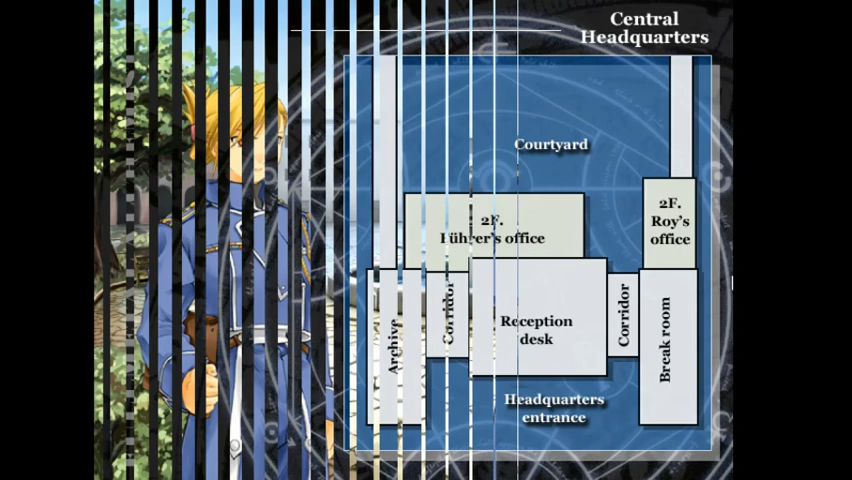 Central
Headquarters
Courtyard
2F.
Führer's office
2F.
Roy's
office
Archive
Corridor
Reception
desk
Corridor
Break room
Headquarters
entrance